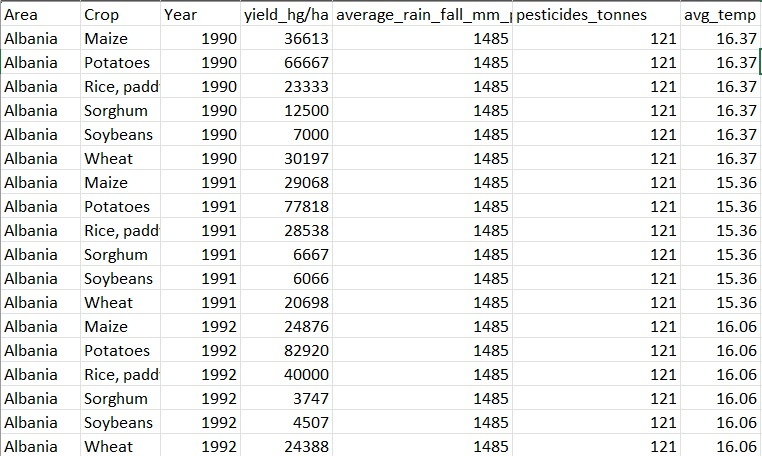 Area Crop Year yield_hg/ha average_rain_fall_mm_p pesticides_tonnes avg_temp
Albania Maize 1990 36613 1485 121 16.37
Albania Potatoes 1990 66667 1485 121 16.37
Albania Rice, padd 1990 23333 1485 121 16.37
Albania Sorghum 1990 12500 1485 121 16.37
Albania Soybeans 1990 7000 1485 121 16.37
Albania Wheat 1990 30197 1485 121 16.37
Albania Maize 1991 29068 1485 121 15.36
Albania Potatoes 1991 77818 1485 121 15.36
Albania Rice, padd 1991 28538 1485 121 15.36
Albania Sorghum 1991 6667 1485 121 15.36
Albania Soybeans 1991 6066 1485 121 15.36
Albania Wheat 1991 20698 1485 121 15.36
Albania Maize 1992 24876 1485 121 16.06
Albania Potatoes 1992 82920 1485 121 16.06
Albania Rice, padd 1992 40000 1485 121 16.06
Albania Sorghum 1992 3747 1485 121 16.06
Albania Soybeans 1992 4507 1485 121 16.06
Albania Wheat 1992 24388 1485 121 16.06